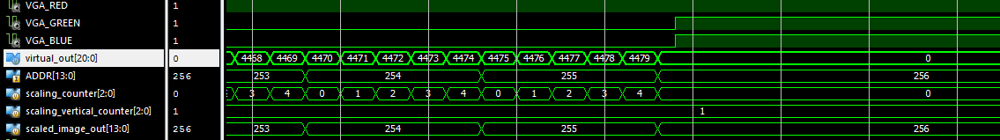 VGA_RED 1
VGA_GREEN 1
VGA_BLUE 1
virtual_out[20:0] 0 4468 4469 4470 4471 4472 4473 4474 4475 4476 4477 4478 4479 0
ADDR[13:0] 256 253 254 255 256
scaling_counter[2:0] 0 3 4 0 1 2 3 4 0 1 2 3 4 0
scaling_vertical_counter[2:0] 1 1
scaled_image_out[13:0] 256 253 254 255 256